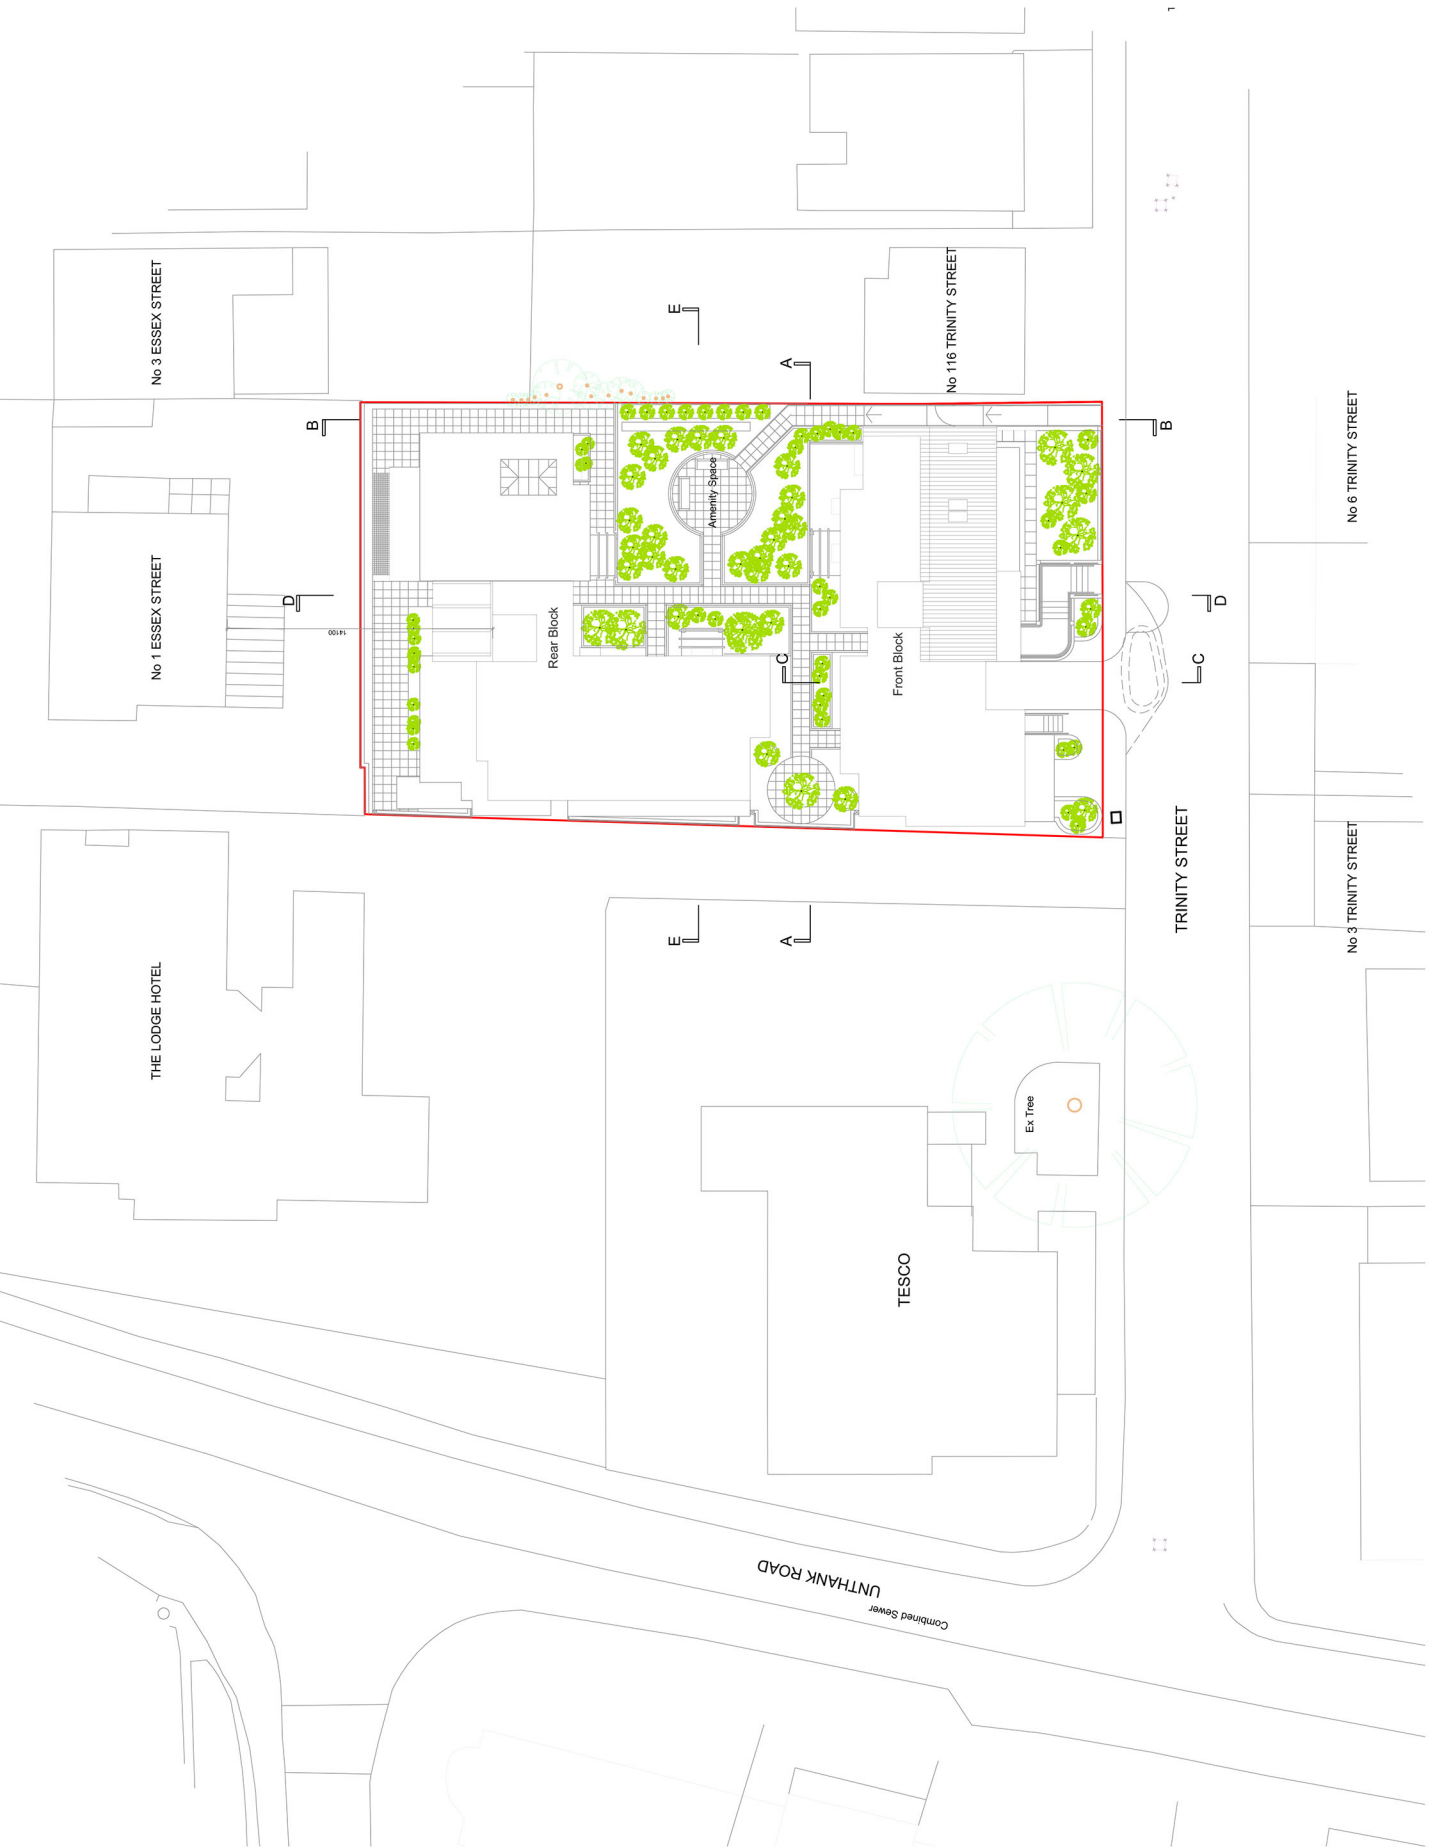 No 3 ESSEX STREET
No 1 ESSEX STREET
THE LODGE HOTEL
14100
B
D
E
A
No 116 TRINITY STREET
Amenity Space
Rear Block
Front Block
C
B
D
C
E
A
No 6 TRINITY STREET
No 3 TRINITY STREET
TRINITY STREET
Ex Tree
TESCO
UNTHANK ROAD
Combined Sewer